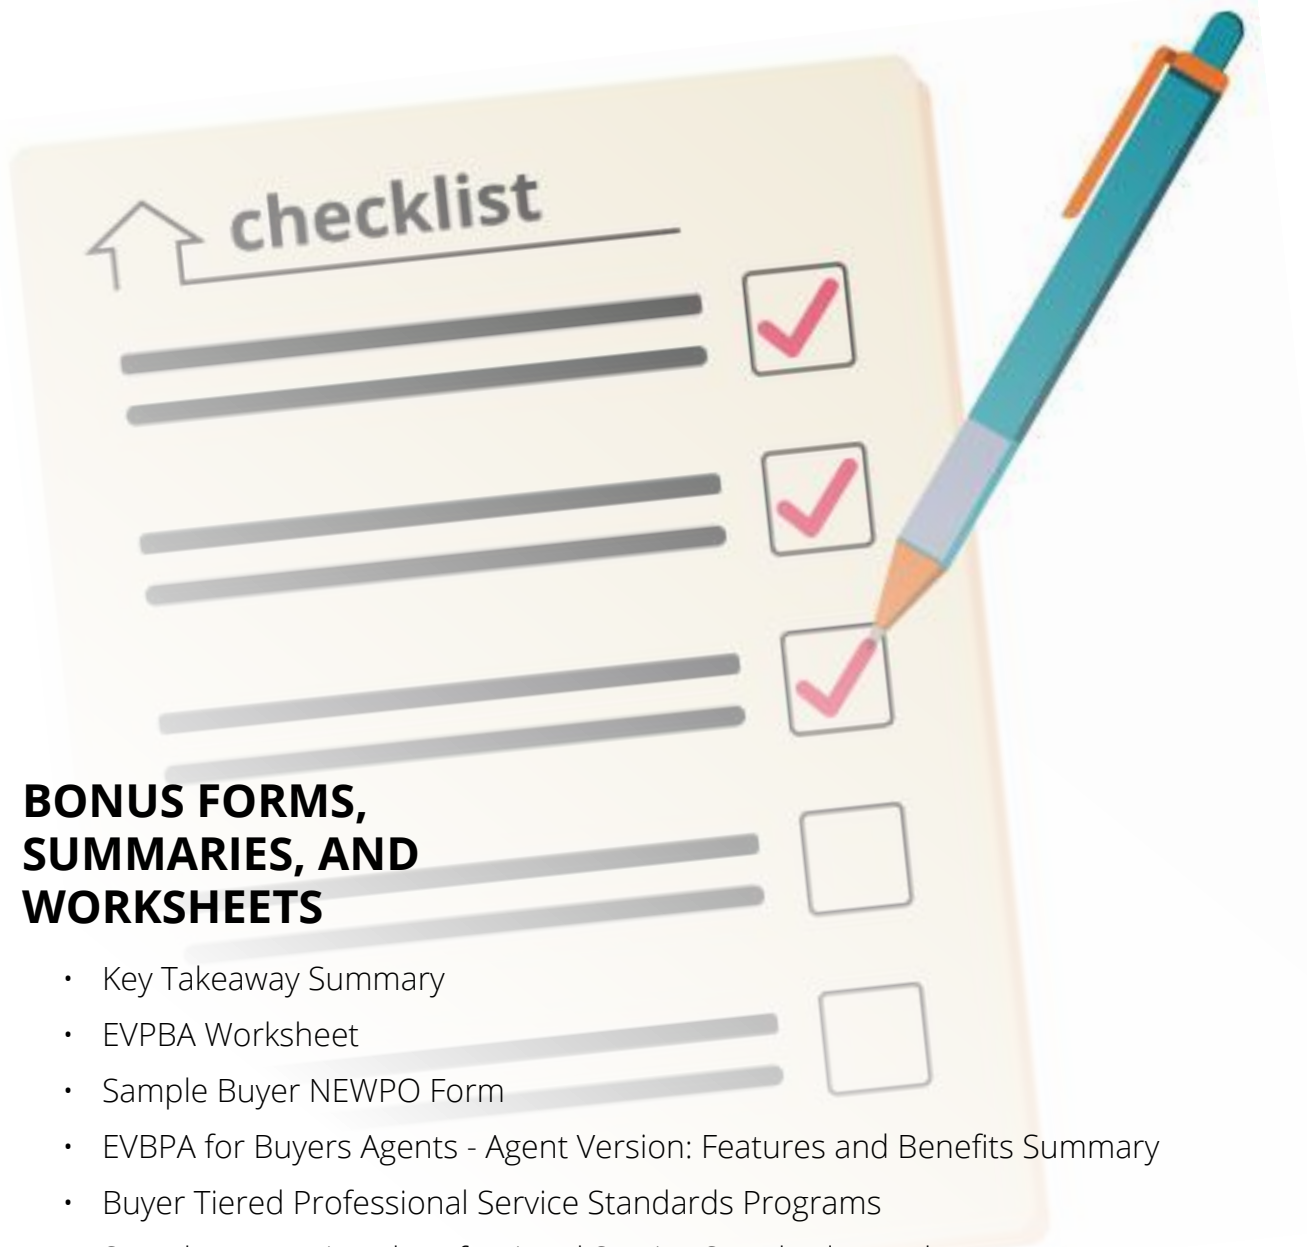 checklist
BONUS FORMS,
SUMMARIES, AND
WORKSHEETS
• Key Takeaway Summary
• EVPBA Worksheet
• Sample Buyer NEWPO Form
• EVBPA for Buyers Agents - Agent Version: Features and Benefits Summary
• Buyer Tiered Professional Service Standards Programs